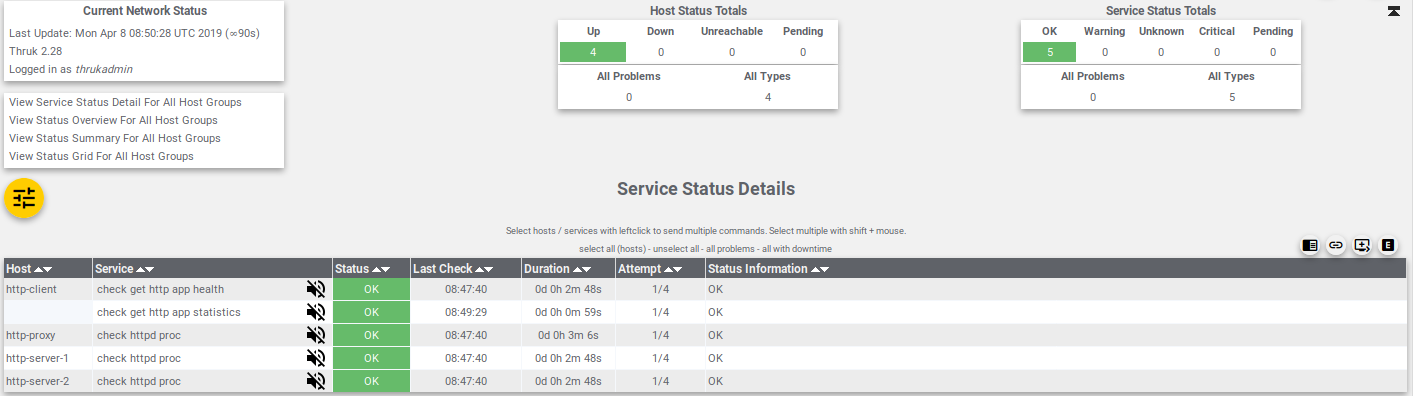 Current Network Status
Last Update: Mon Apr 8 08:50:28 UTC 2019 (∞90s)
Thruk 2.28
Logged in as thrukadmin
View Service Status Detail For All Host Groups
View Status Overview For All Host Groups
View Status Summary For All Host Groups
View Status Grid For All Host Groups
Host Status Totals
Up Down Unreachable Pending
4 0 0 0
All Problems All Types
0 4
Service Status Totals
OK Warning Unknown Critical Pending
5 0 0 0 0
All Problems All Types
0 5
Service Status Details
Select hosts / services with leftclick to send multiple commands. Select multiple with shift + mouse.
select all (hosts) - unselect all - all problems - all with downtime
E
Host Service Status Last Check Duration Attempt Status Information
http-client check get http app health OK 08:47:40 0d 0h 2m 48s 1/4 OK
check get http app statistics OK 08:49:29 0d 0h 0m 59s 1/4 OK
http-proxy check httpd proc OK 08:47:40 0d 0h 3m 6s 1/4 OK
http-server-1 check httpd proc OK 08:47:40 0d 0h 2m 48s 1/4 OK
http-server-2 check httpd proc OK 08:47:40 0d 0h 2m 48s 1/4 OK